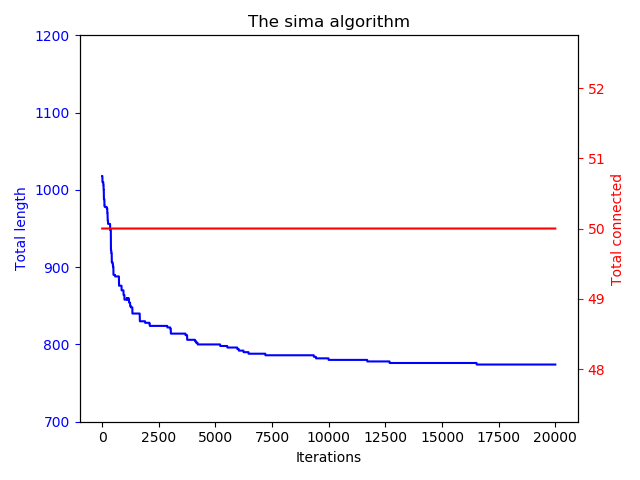 The sima algorithm
1200
1100
1000
900
800
700
Total length
52
51
50
49
48
Total connected
0 2500 5000 7500 10000 12500 15000 17500 20000
Iterations